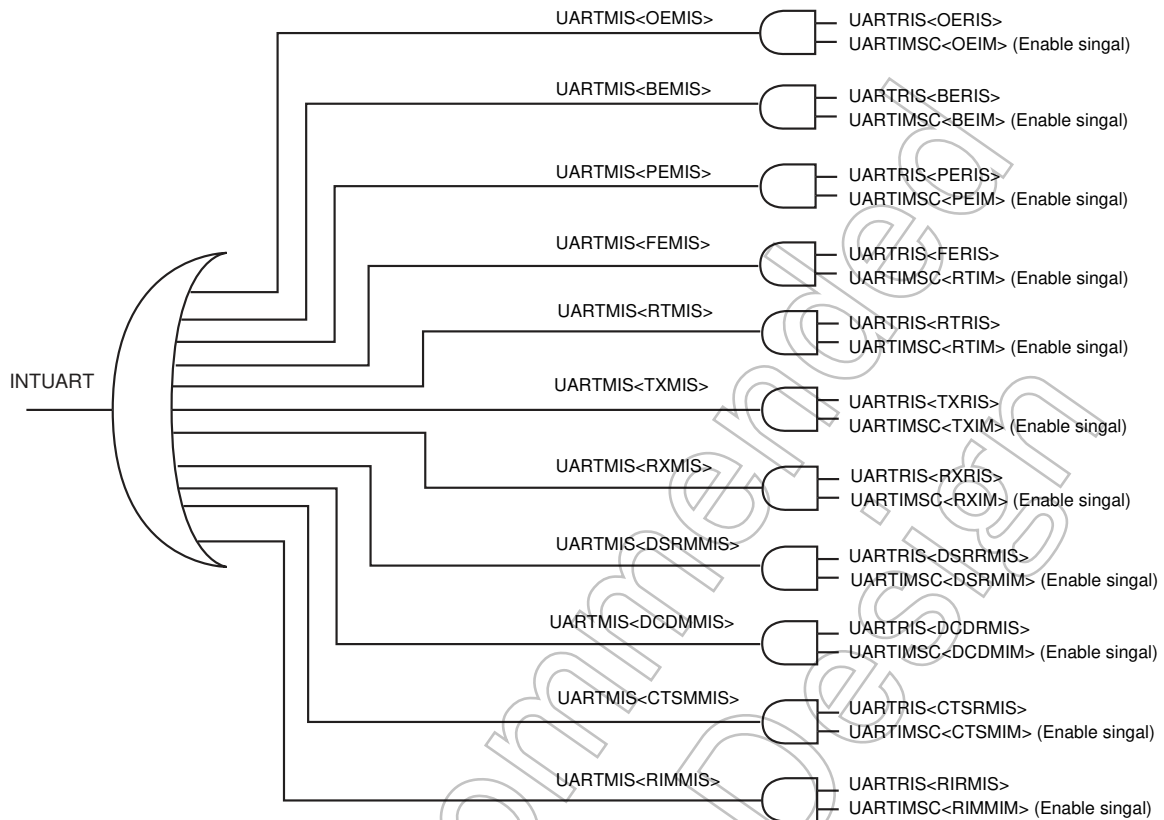 UARTMIS<OEMIS>
UARTRIS<OERIS>
UARTIMSC<OEIM> (Enable singal)
UARTMIS<BEMIS>
UARTRIS<BERIS>
UARTIMSC<BEIM> (Enable singal)
UARTMIS<PEMIS>
UARTRIS<PERIS>
UARTIMSC<PEIM> (Enable singal)
UARTMIS<FEMIS>
UARTRIS<FERIS>
UARTIMSC<RTIM> (Enable singal)
UARTMIS<RTMIS>
UARTRIS<RTRIS>
UARTIMSC<RTIM> (Enable singal)
INTUART
UARTMIS<TXMIS>
UARTRIS<TXRIS>
UARTIMSC<TXIM> (Enable singal)
UARTMIS<RXMIS>
UARTRIS<RXRIS>
UARTIMSC<RXIM> (Enable singal)
UARTMIS<DSRMMIS>
UARTRIS<DSRRMIS>
UARTIMSC<DSRMIM> (Enable singal)
UARTMIS<DCDMMIS>
UARTRIS<DCDRMIS>
UARTIMSC<DCDMIM> (Enable singal)
UARTMIS<CTSMMIS>
UARTRIS<CTSRMIS>
UARTIMSC<CTSMIM> (Enable singal)
UARTMIS<RIMMIS>
UARTRIS<RIRMIS>
UARTIMSC<RIMMIM> (Enable singal)
ommended
Design